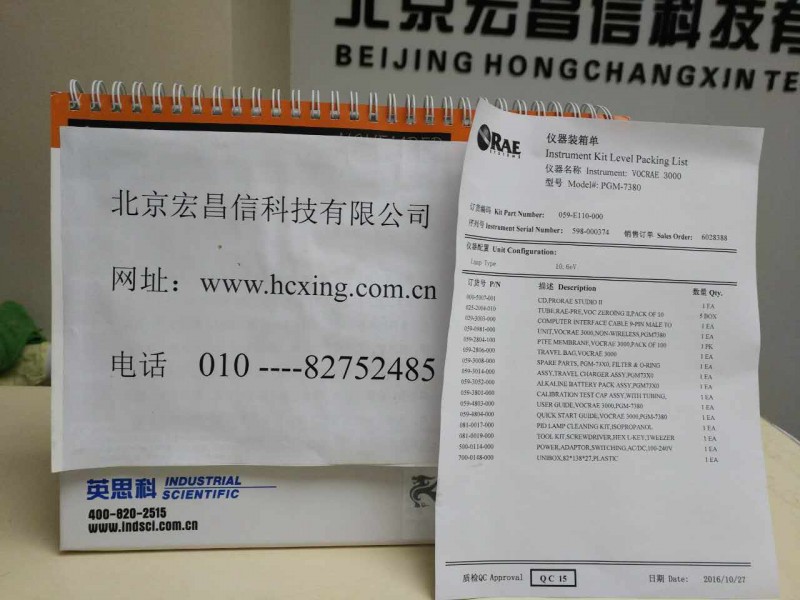 北京宏昌信科技有
BEIJING HONGCHANGXIN TE
NOVEMBER
北京宏昌信科技有限公司
网址： www.hcxing.com.cn
电话 010 ----82752485
英思科 INDUSTRIAL SCIENTIFIC
400-820-2515
www.indsci.com.cn
RAE
SYSTEMS
仪器装箱单
Instrument Kit Level Packing List
仪器名称 Instrument: VOCRAE 3000
型号 Model#: PGM-7380
订货编码 Kit Part Number: 059-E110-000
序列号 Instrument Serial Number: 598-000374 销售订单 Sales Order: 6028388
仪器配置 Unit Configuration:
Lamp Type 10.6eV
订货号 P/N 描述 Description 数量 Qty.
000-5007-001 CD,PRORAE STUDIO II 1 EA
025-2004-010 TUBE,RAE-PRE,VOC ZEROING II,PACK OF 10 5 BOX
COMPUTER INTERFACE CABLE 9-PIN MALE TO 1 EA
UNIT,VOCRAE 3000,NON-WIRELESS,PGM7380 1 EA
059-2804-100 PTFE MEMBRANE,VOCRAE 3000,PACK OF 100 1 PK
059-2806-000 TRAVEL BAG,VOCRAE 3000 1 EA
059-3008-000 SPARE PARTS, PGM-73X0, FILTER & O-RING 1 EA
059-3014-000 ASSY,TRAVEL CHARGER ASSY,PGM73X0 1 EA
059-3052-000 ALKALINE BATTERY PACK ASSY,PGM73X0 1 EA
059-3801-000 CALIBRATION TEST CAP ASSY,WITH TUBING, 1 EA
059-4803-000 USER GUIDE,VOCRAE 3000,PGM-7380 1 EA
059-4804-000 QUICK START GUIDE,VOCRAE 3000,PGM-7380 1 EA
081-0017-000 PID LAMP CLEANING KIT,ISOPROPANOL 1 EA
081-0019-000 TOOL KIT,SCREWDRIVER,HEX L-KEY,TWEEZER 1 EA
500-0114-000 POWER,ADAPTOR,SWITCHING,AC/DC,100-240V 1 EA
700-0108-000 UNIBOX,82*138*27,PLASTIC 1 EA
质检QC Approval QC 15 日期 Date: 2016/10/27